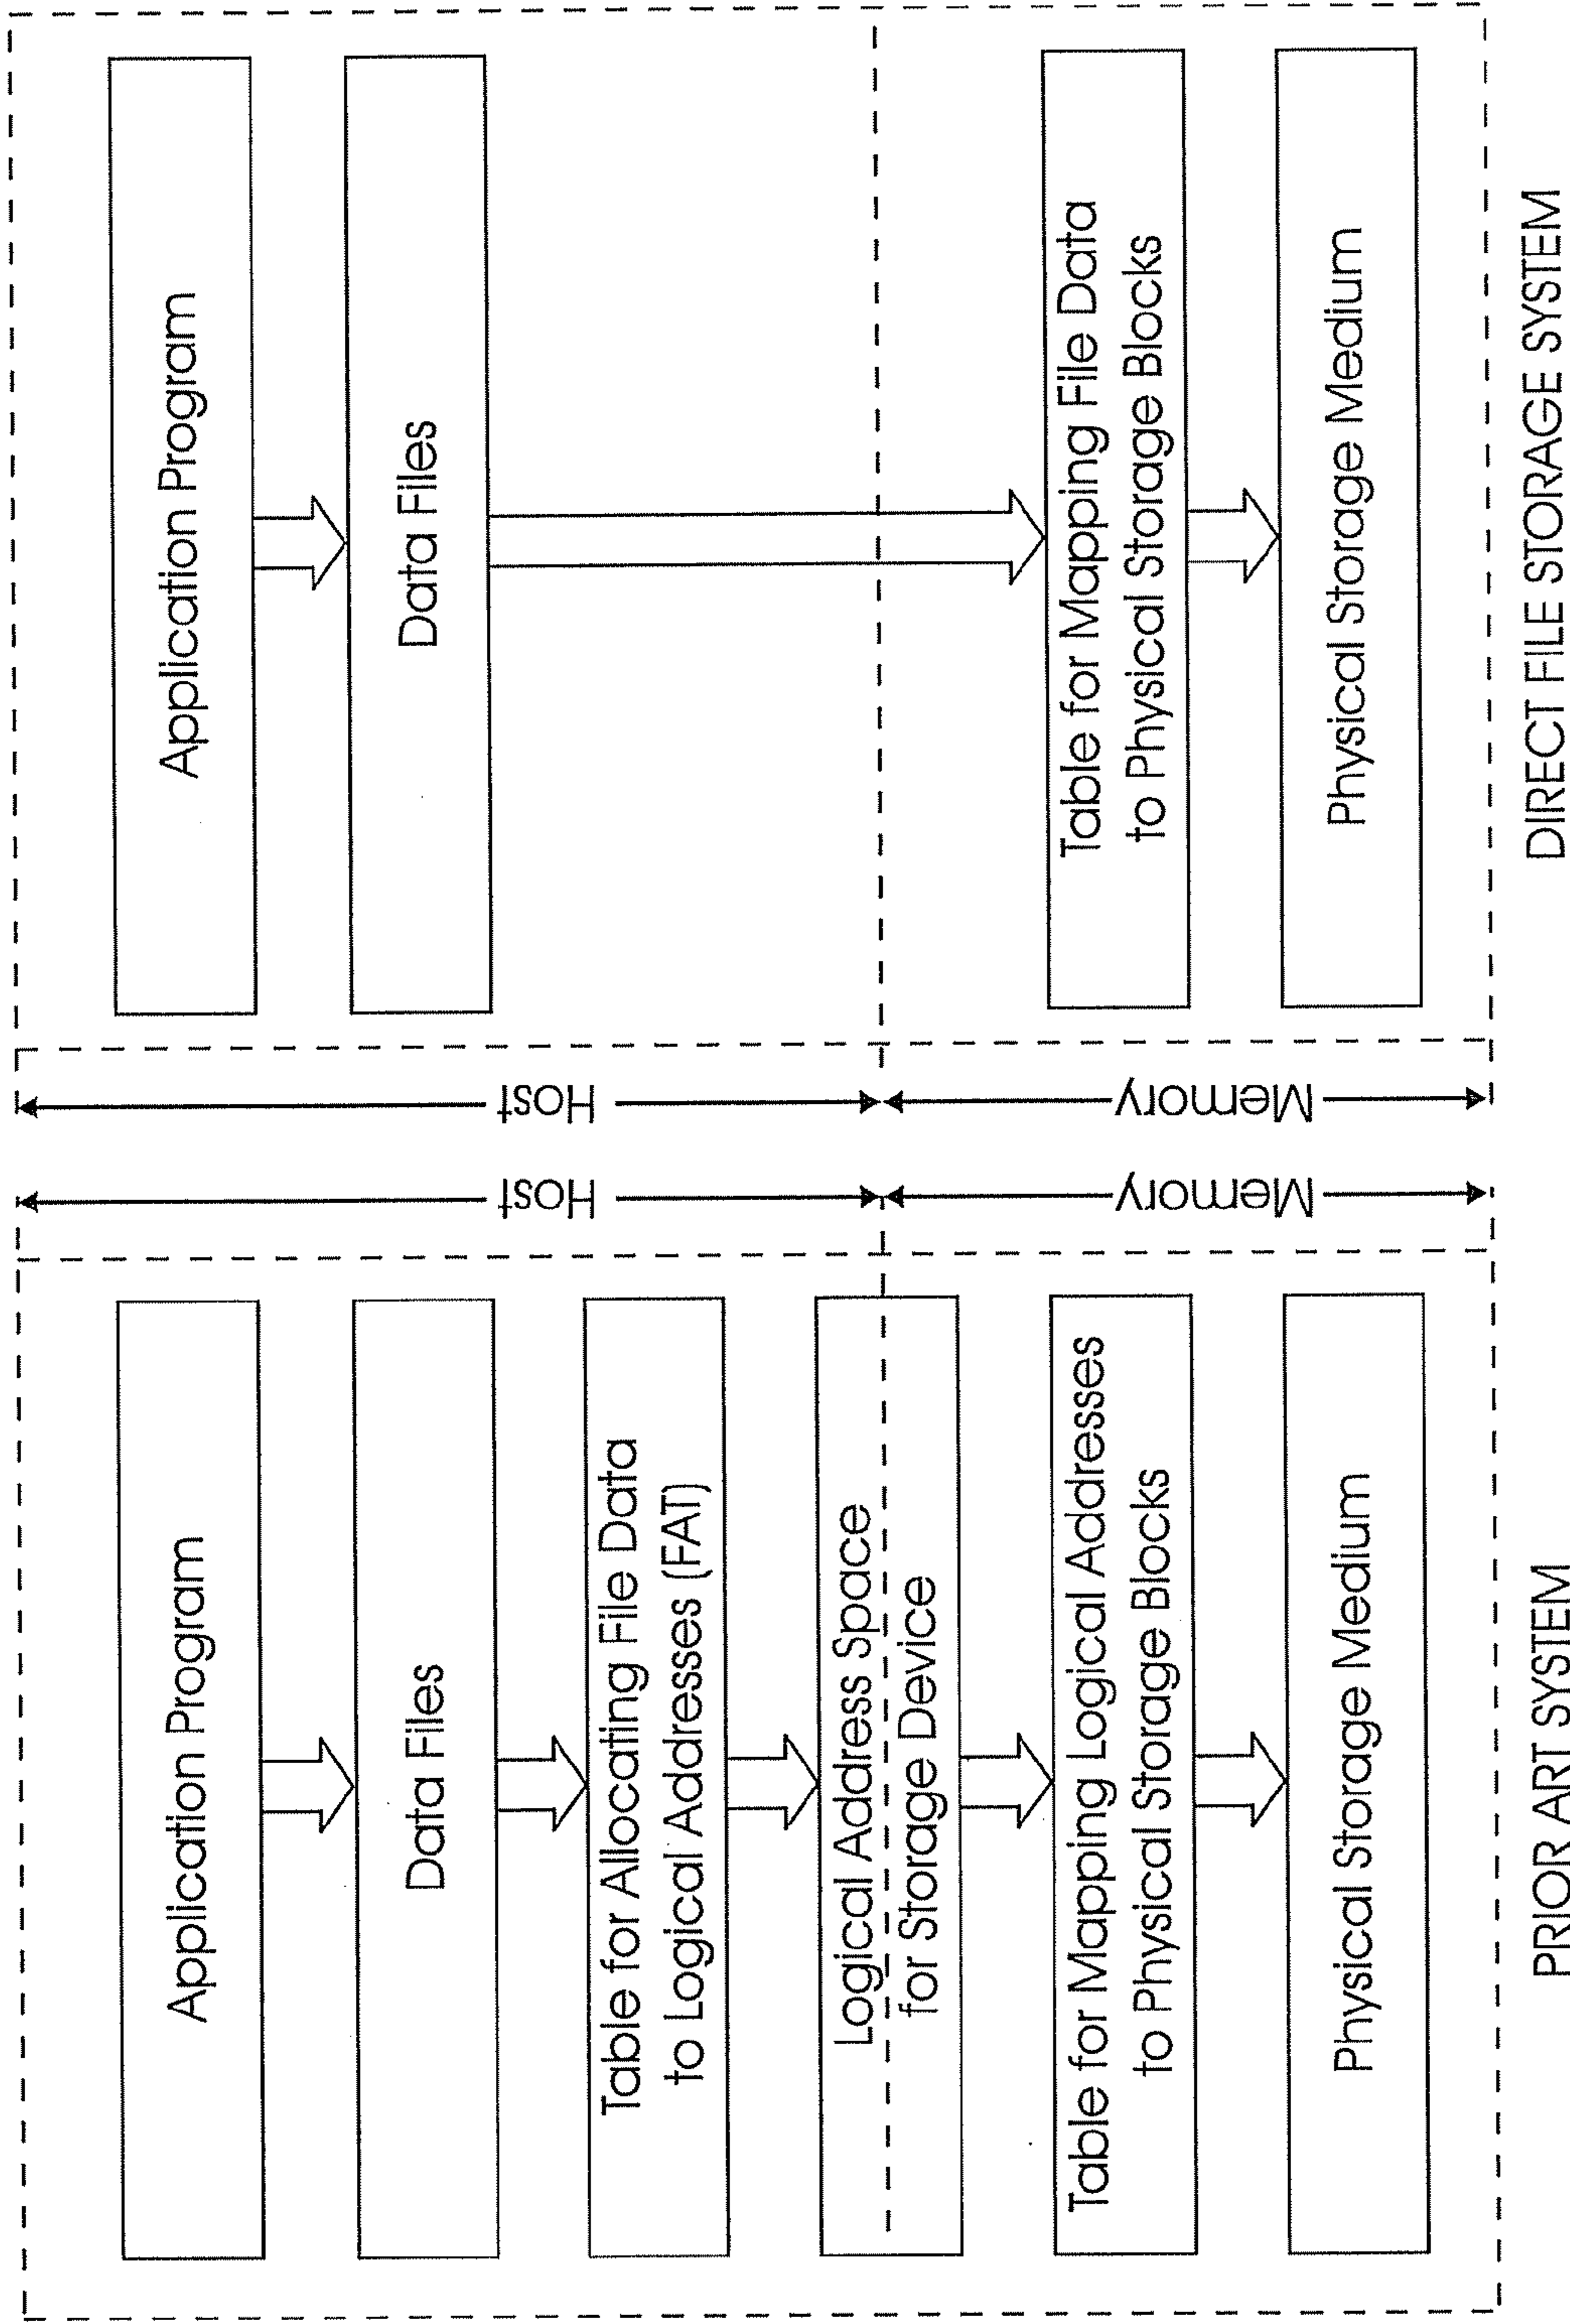 Application Program
Data Files
Table for Allocating File Data
to Logical Addresses (FAT)
Logical Address Space
for Storage Device
Table for Mapping Logical Addresses
to Physical Storage Blocks
Physical Storage Medium
PRIOR ART SYSTEM
Host
Memory
Host
Memory
Application Program
Data Files
Table for Mapping File Data
to Physical Storage Blocks
Physical Storage Medium
DIRECT FILE STORAGE SYSTEM